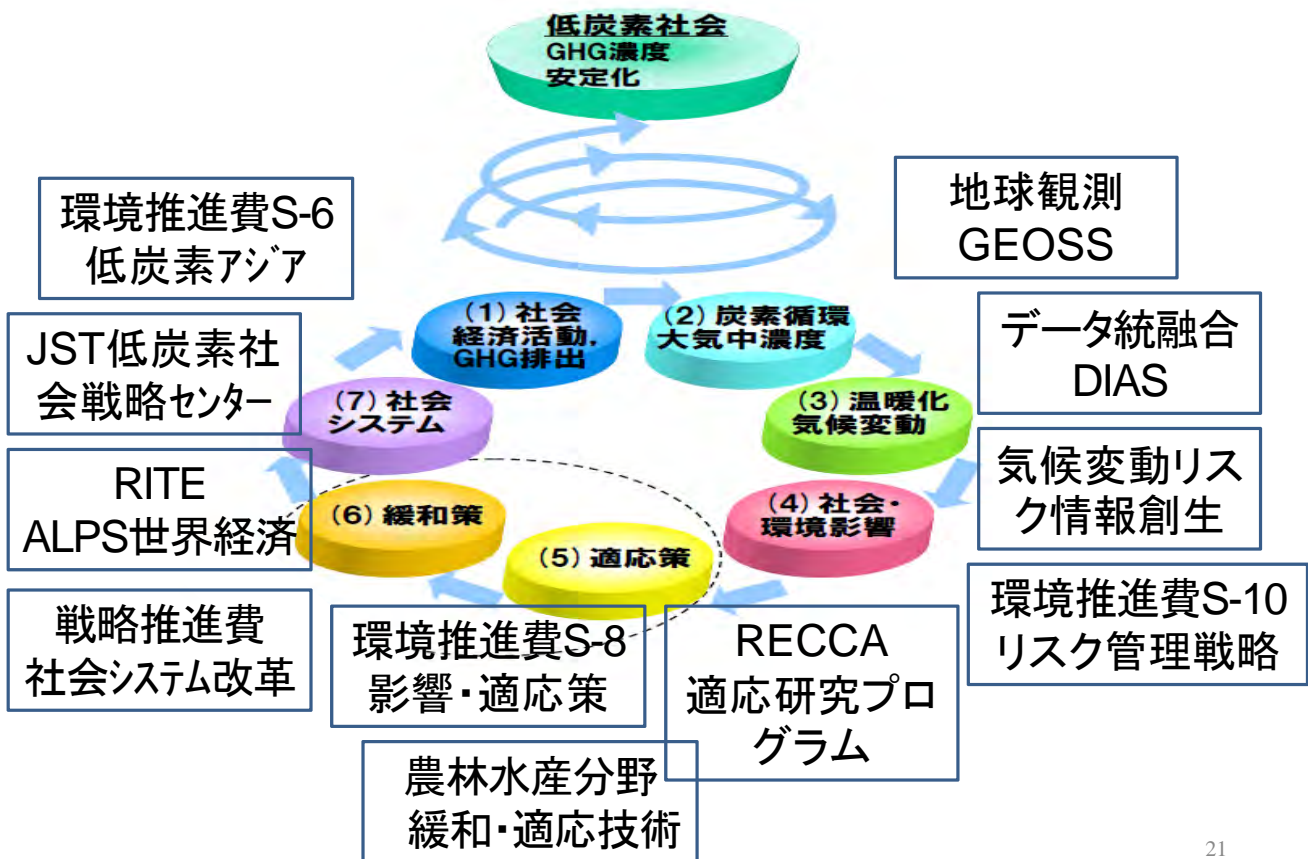 低炭素社会
GHG濃度
安定化
環境推進費S-6
低炭素アジア
地球観測
GEOSS
JST低炭素社
会戦略センター
(1)社会
経済活動,
GHG排出
(2)炭素循環
大気中濃度
データ統融合
DIAS
(7)社会
システム
(3)温暖化
気候変動
RITE
ALPS世界経済
(6)緩和策
(5)適応策
(4)社会・
環境影響
気候変動リス
ク情報創生
戦略推進費
社会システム改革
環境推進費S-8
影響・適応策
RECCA
適応研究プロ
グラム
環境推進費S-10
リスク管理戦略
農林水産分野
緩和・適応技術
21